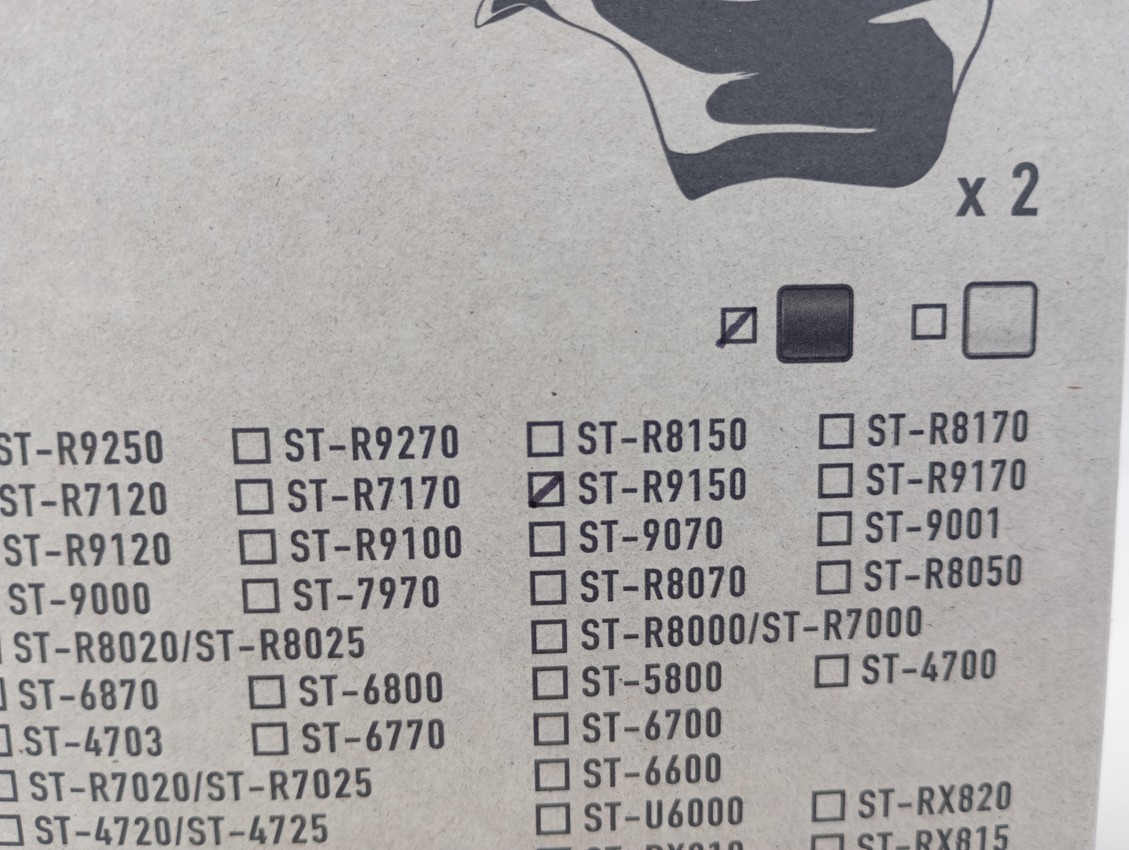 x 2
ST-R9250 ST-R9270 ST-R8150 ST-R8170
ST-R7120 ST-R7170 ST-R9150 ST-R9170
ST-R9120 ST-R9100 ST-9070 ST-9001
ST-9000 ST-7970 ST-R8070 ST-R8050
ST-R8020/ST-R8025 ST-R8000/ST-R7000
ST-6870 ST-6800 ST-5800 ST-4700
ST-4703 ST-6770 ST-6700
ST-R7020/ST-R7025 ST-6600
ST-4720/ST-4725 ST-U6000 ST-RX820
ST-RX815